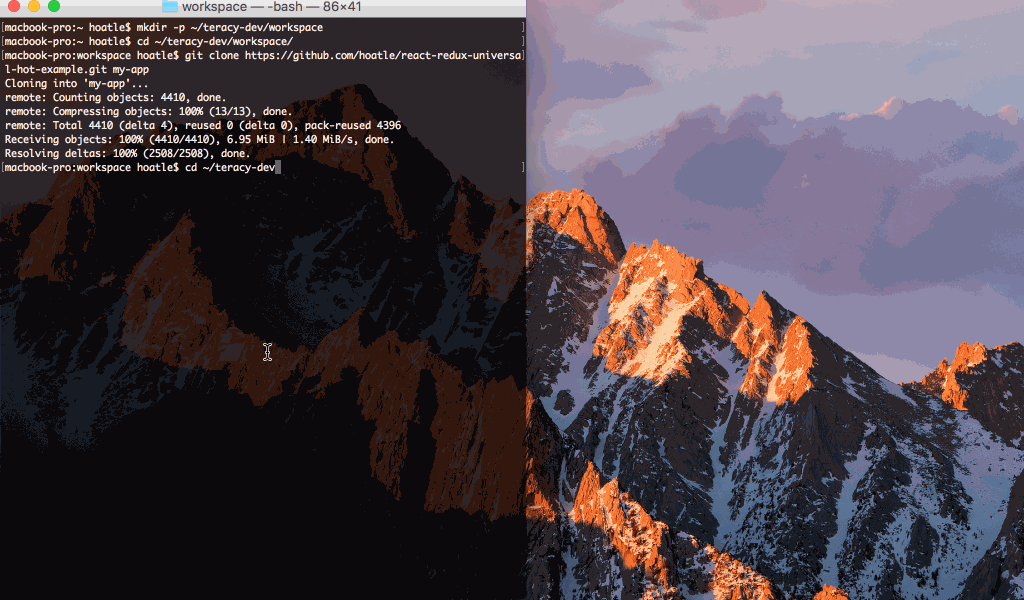 workspace — -bash — 86×41
[macbook-pro:~ hoatle$ mkdir -p ~/teracy-dev/workspace ]
[macbook-pro:~ hoatle$ cd ~/teracy-dev/workspace/ ]
[macbook-pro:workspace hoatle$ git clone https://github.com/hoatle/react-redux-universa]
l-hot-example.git my-app
Cloning into 'my-app'...
remote: Counting objects: 4410, done.
remote: Compressing objects: 100% (13/13), done.
remote: Total 4410 (delta 4), reused 0 (delta 0), pack-reused 4396
Receiving objects: 100% (4410/4410), 6.95 MiB | 1.40 MiB/s, done.
Resolving deltas: 100% (2508/2508), done.
[macbook-pro:workspace hoatle$ cd ~/teracy-dev ]